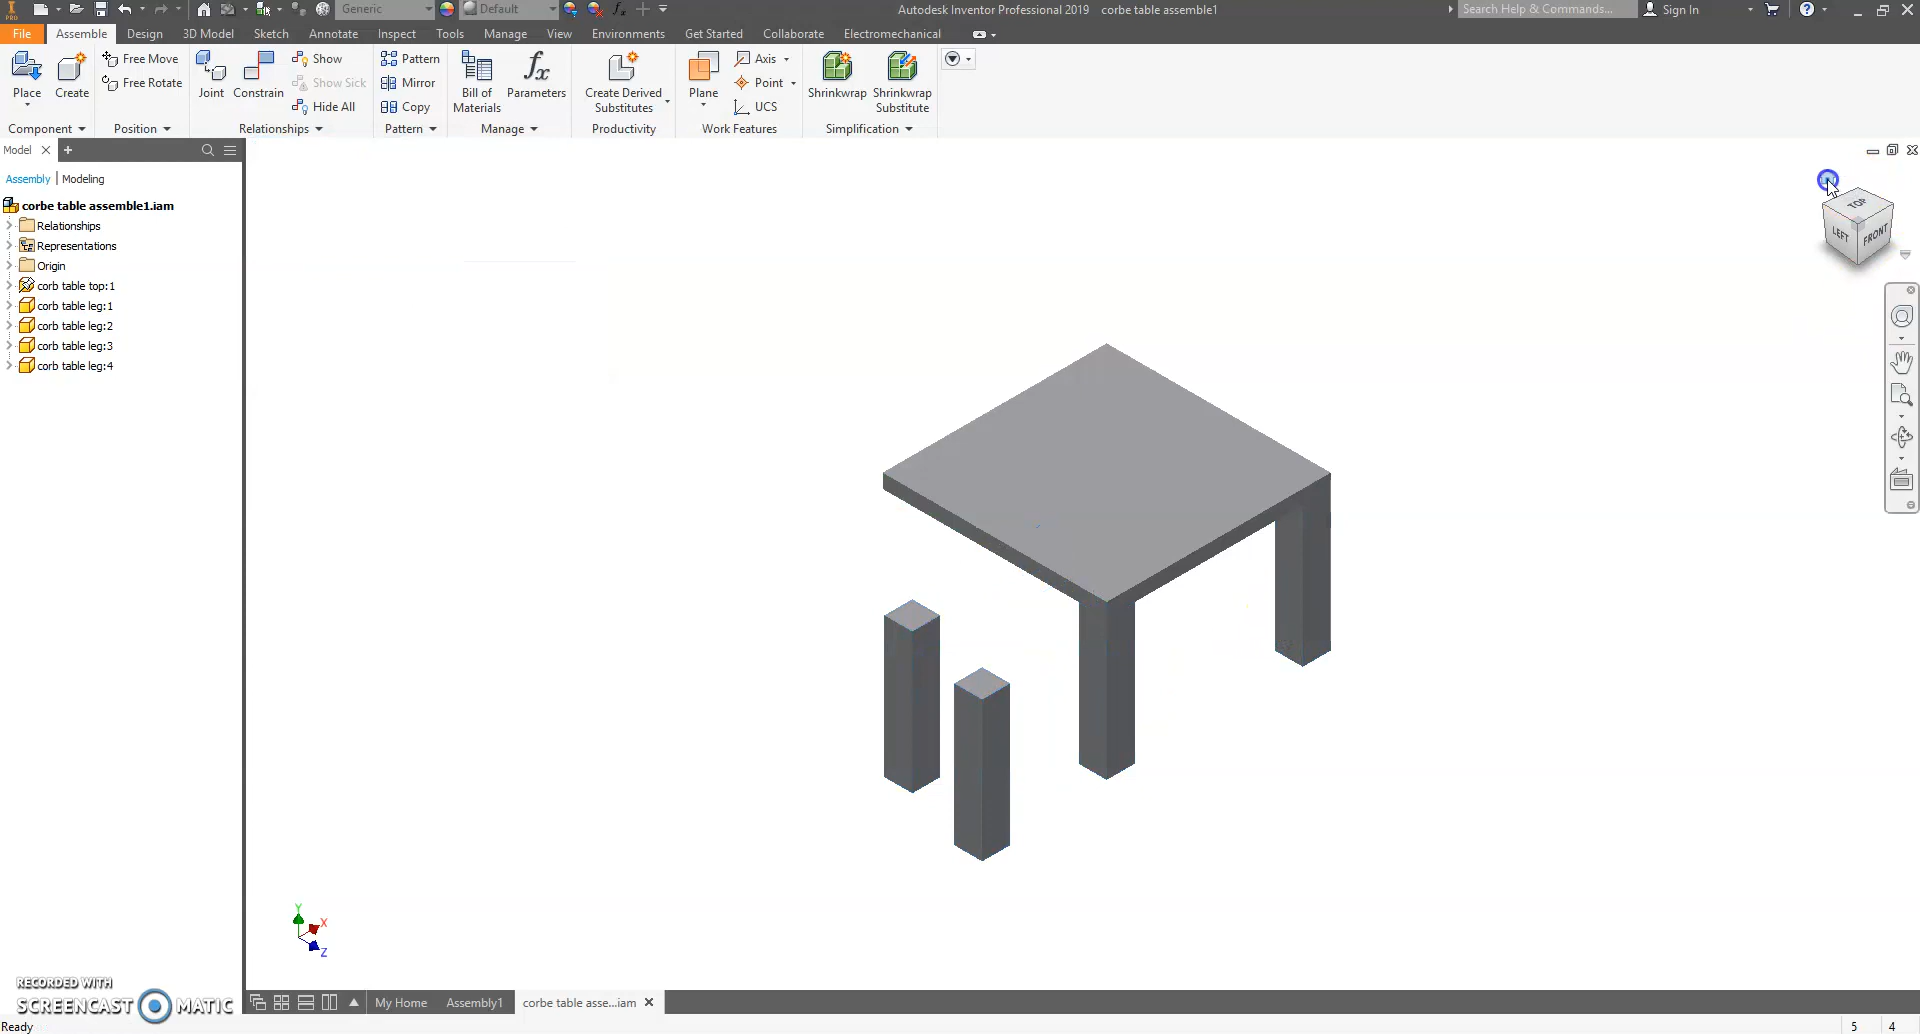 PRO Generic Default fx Autodesk Inventor Professional 2019 corbe table assemble1 Search Help & Commands... Sign In
File Assemble Design 3D Model Sketch Annotate Inspect Tools Manage View Environments Get Started Collaborate Electromechanical
Free Move Show Pattern Axis
Free Rotate Show Sick Mirror Point
Place Create Joint Constrain Bill of Materials fx Parameters Create Derived Substitutes Plane Shrinkwrap Shrinkwrap Substitute
Hide All Copy UCS
Component Position Relationships Pattern Manage Productivity Work Features Simplification
Model
Assembly | Modeling
corbe table assemble1.iam
Relationships
Representations
Origin
corb table top:1
corb table leg:1
corb table leg:2
corb table leg:3
corb table leg:4
TOP
LEFT FRONT
Y
X
Z
RECORDED WITH
SCREENCAST MATIC
My Home Assembly1 corbe table asse...iam
Ready 5 4